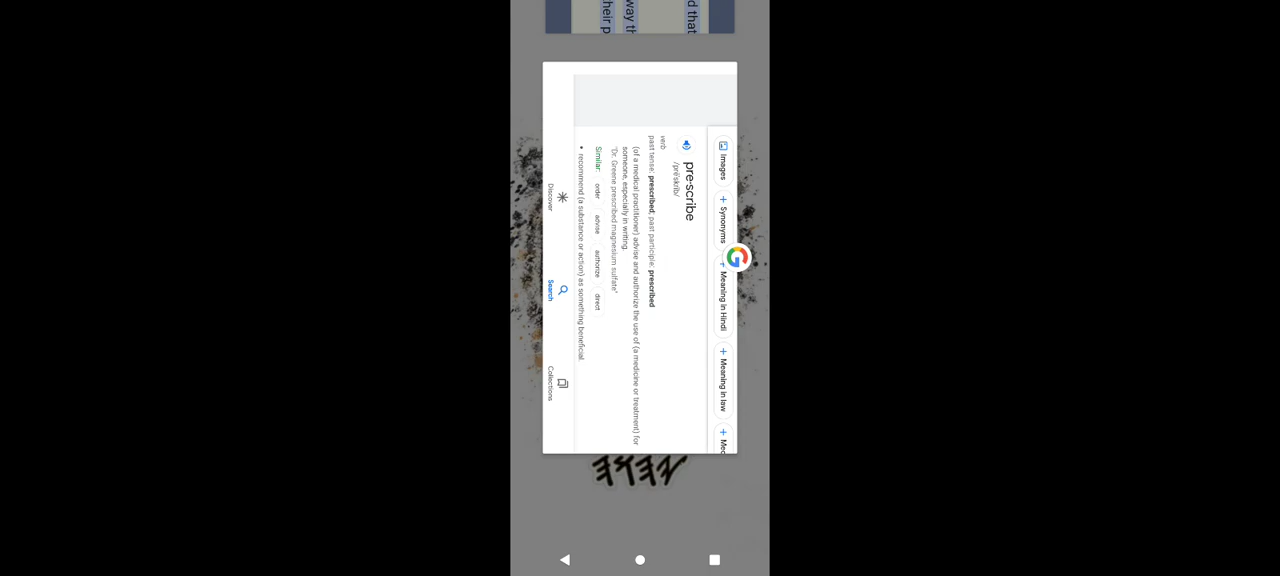 heir p
way th
d that
Images
Synonyms
Meaning in Hindi
Meaning in law
Mec
pre·scribe
/prēˈskrīb/
verb
past tense: prescribed; past participle: prescribed
(of a medical practitioner) advise and authorize the use of (a medicine or treatment) for
someone, especially in writing.
"Dr. Greene prescribed magnesium sulfate"
Similar: order advise authorize direct
• recommend (a substance or action) as something beneficial.
Discover Search Collections
𐤉𐤄𐤅𐤄